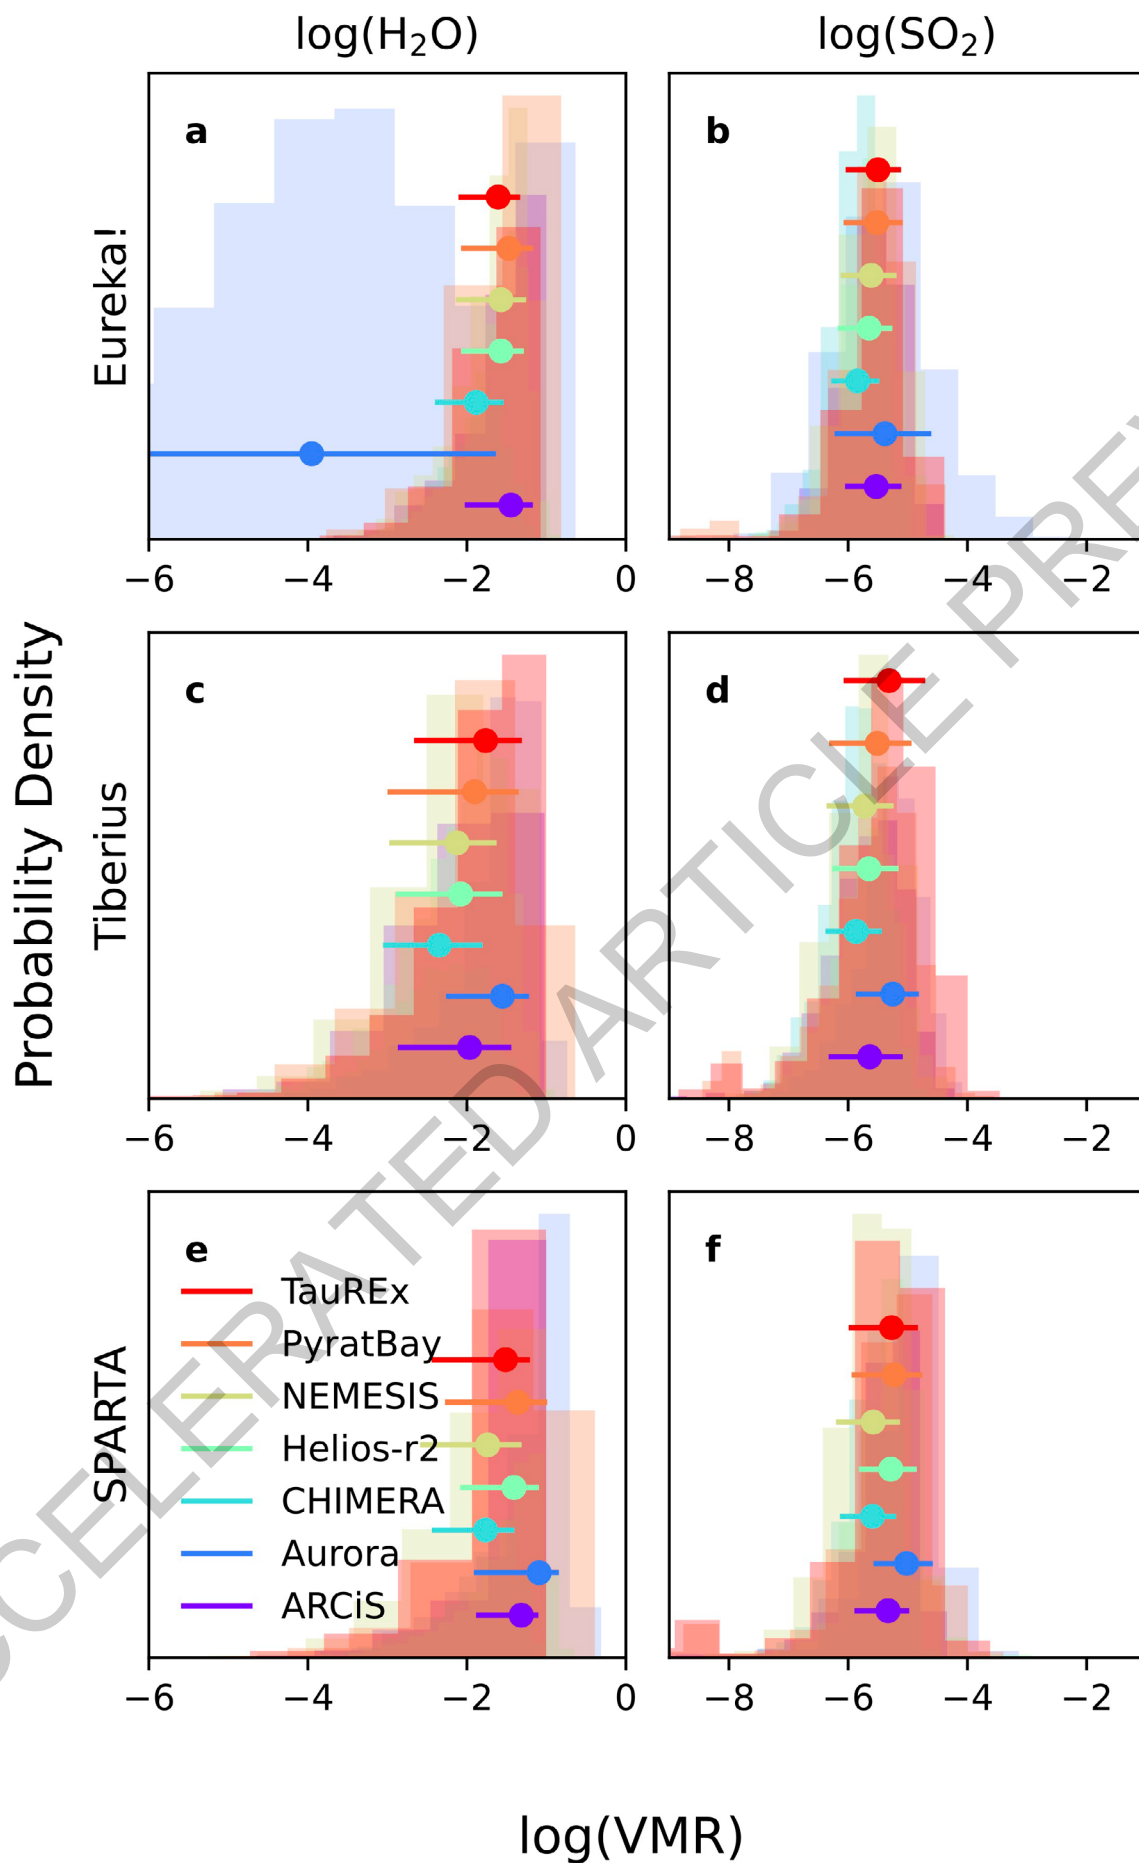 log(H₂O)
log(SO₂)
Probability Density
Eureka!
a
b
−6
−4
−2
0
−8
−6
−4
−2
Tiberius
c
d
−6
−4
−2
0
−8
−6
−4
−2
SPARTA
e
TauREx
PyratBay
NEMESIS
Helios-r2
CHIMERA
Aurora
ARCiS
f
−6
−4
−2
0
−8
−6
−4
−2
log(VMR)
CCELERATED ARTICLE PRE